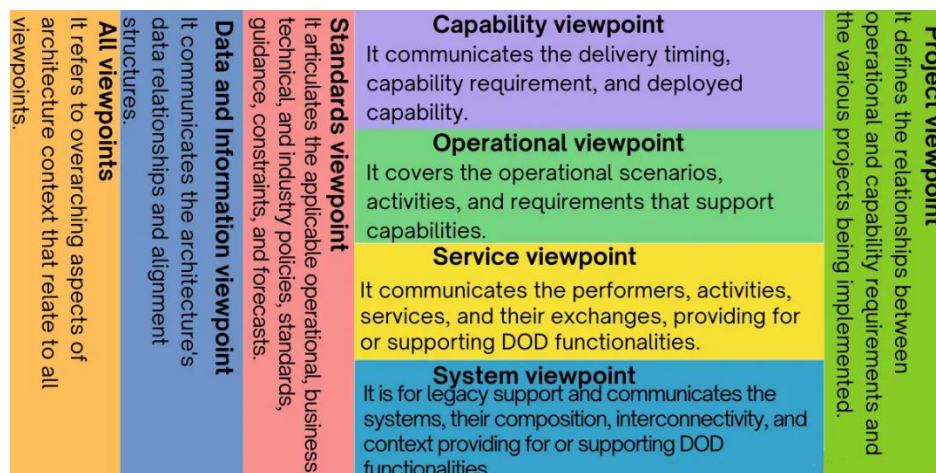 All viewpoints
It refers to overarching aspects of
architecture context that relate to all
viewpoints.
Data and Information viewpoint
It communicates the architecture's
data relationships and alignment
structures.
Standards viewpoint
It articulates the applicable operational, business
technical, and industry policies, standards,
guidance, constraints, and forecasts.
Capability viewpoint
It communicates the delivery timing,
capability requirement, and deployed
capability.
Operational viewpoint
It covers the operational scenarios,
activities, and requirements that support
capabilities.
Service viewpoint
It communicates the performers, activities,
services, and their exchanges, providing for
or supporting DOD functionalities.
System viewpoint
It is for legacy support and communicates the
systems, their composition, interconnectivity, and
context providing for or supporting DOD
functionalities.
Project viewpoint
It defines the relationships between
operational and capability requirements and
the various projects being implemented.